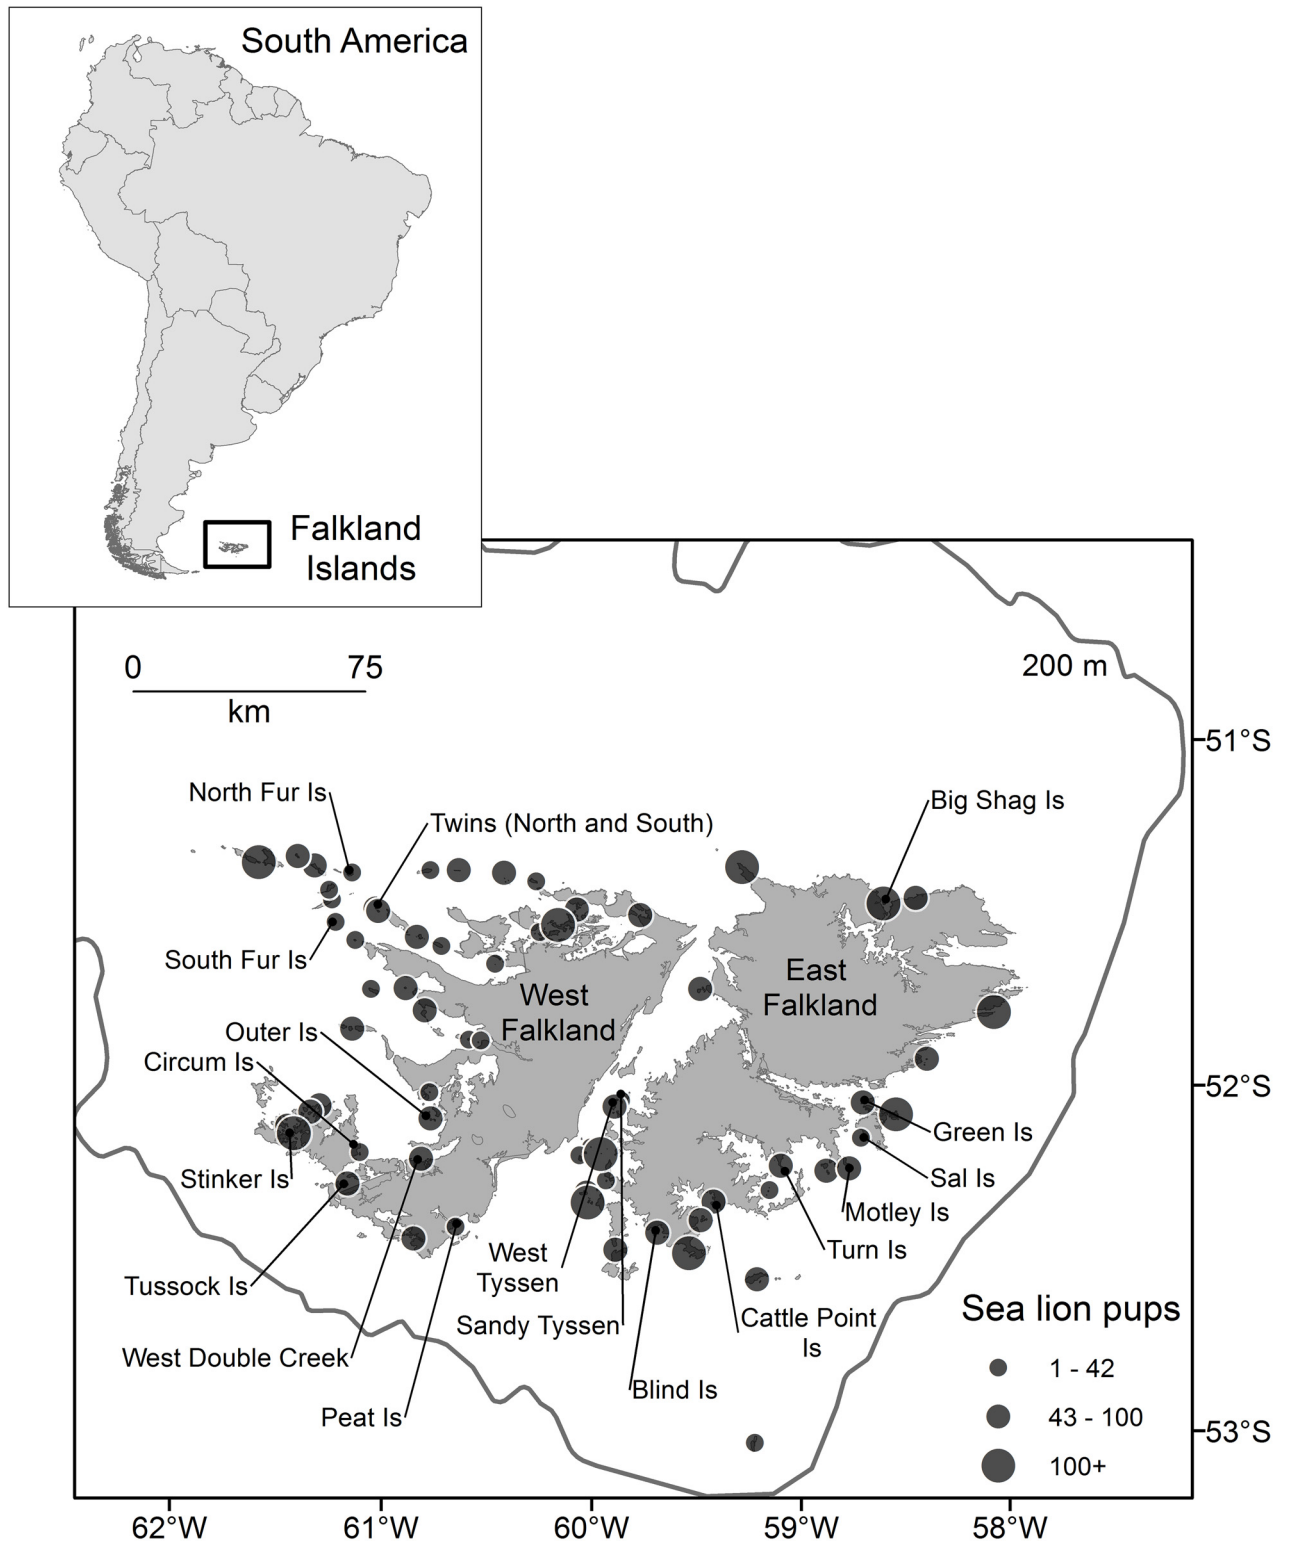 South America
Falkland
Islands
0
75
km
200 m
51°S
North Fur Is
Twins (North and South)
Big Shag Is
South Fur Is
East
Falkland
West
Falkland
Outer Is
Circum Is
52°S
Green Is
Stinker Is
Sal Is
Motley Is
Turn Is
West
Tyssen
Tussock Is
Sandy Tyssen
Cattle Point
Is
West Double Creek
Blind Is
Peat Is
Sea lion pups
1 - 42
43 - 100
100+
53°S
62°W
61°W
60°W
59°W
58°W